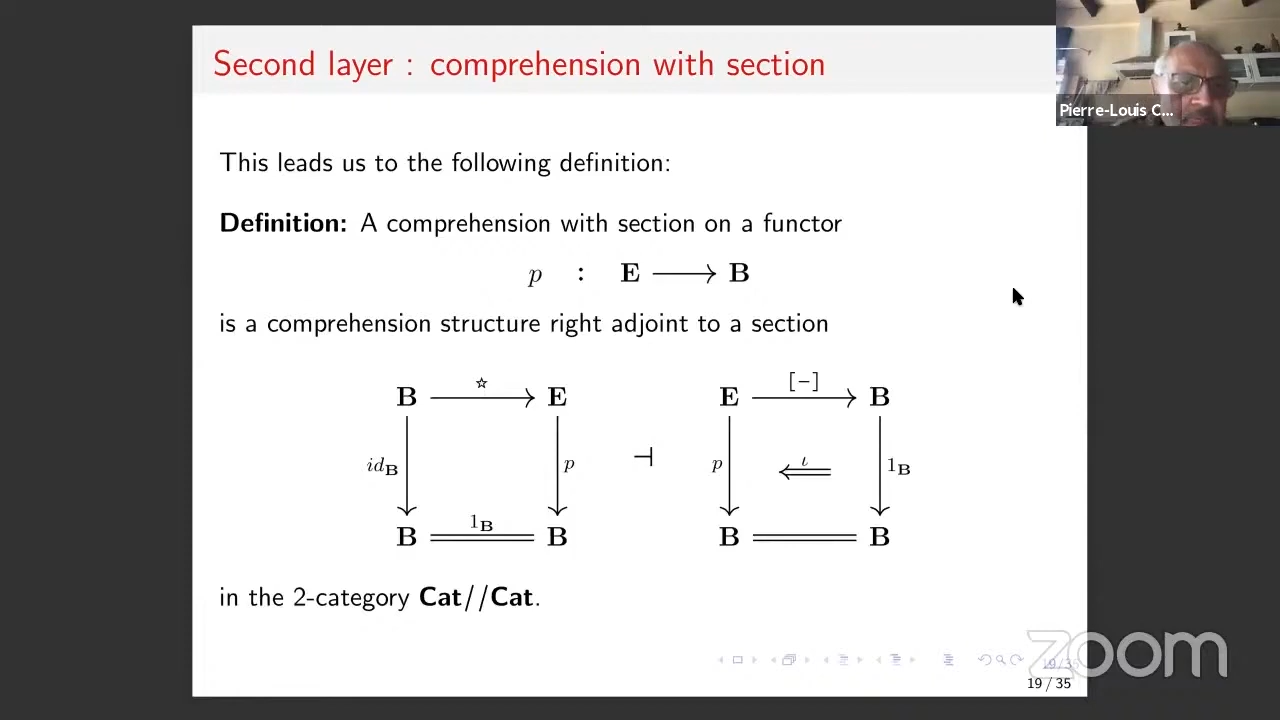 Second layer : comprehension with section
Pierre-Louis C...
This leads us to the following definition:
Definition: A comprehension with section on a functor
p : E ⟶ B
is a comprehension structure right adjoint to a section
B ☆ E E [-] B
id_B p ⊣ p ι 1_B
B 1_B B B B
in the 2-category Cat//Cat.
zoom
19/35
19 / 35